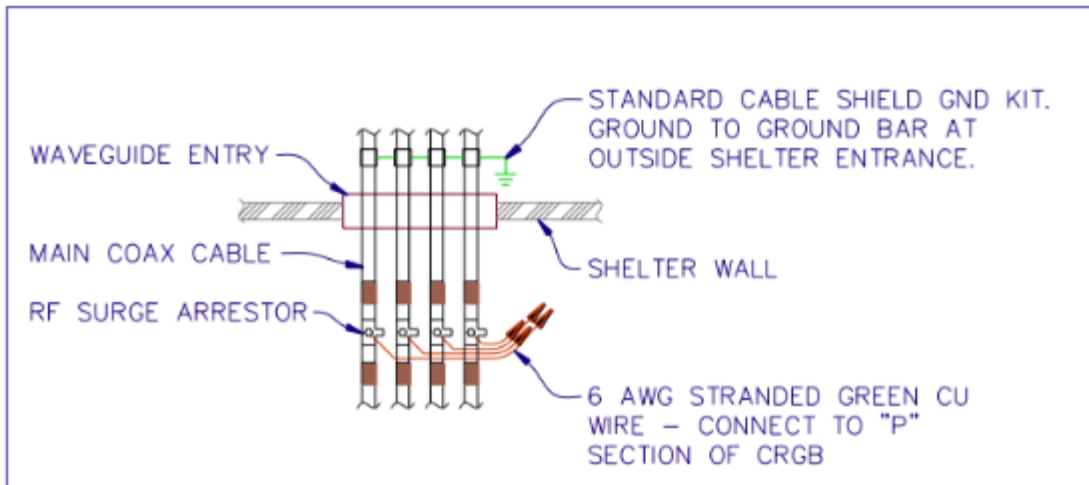 STANDARD CABLE SHIELD GND KIT.
GROUND TO GROUND BAR AT
OUTSIDE SHELTER ENTRANCE.
WAVEGUIDE ENTRY
MAIN COAX CABLE
SHELTER WALL
RF SURGE ARRESTOR
6 AWG STRANDED GREEN CU
WIRE – CONNECT TO "P"
SECTION OF CRGB